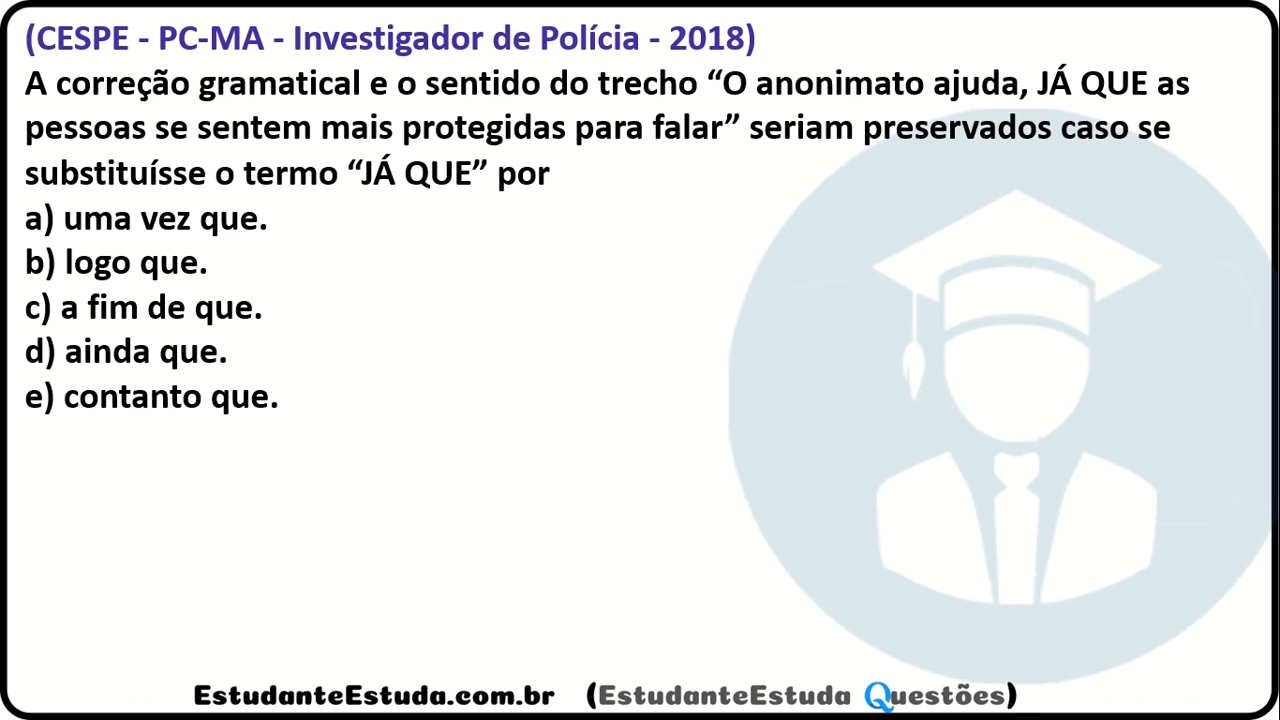 (CESPE - PC-MA - Investigador de Polícia - 2018)
A correção gramatical e o sentido do trecho “O anonimato ajuda, JÁ QUE as
pessoas se sentem mais protegidas para falar” seriam preservados caso se
substituísse o termo “JÁ QUE” por
a) uma vez que.
b) logo que.
c) a fim de que.
d) ainda que.
e) contanto que.
EstudanteEstuda.com.br (EstudanteEstuda Questões)